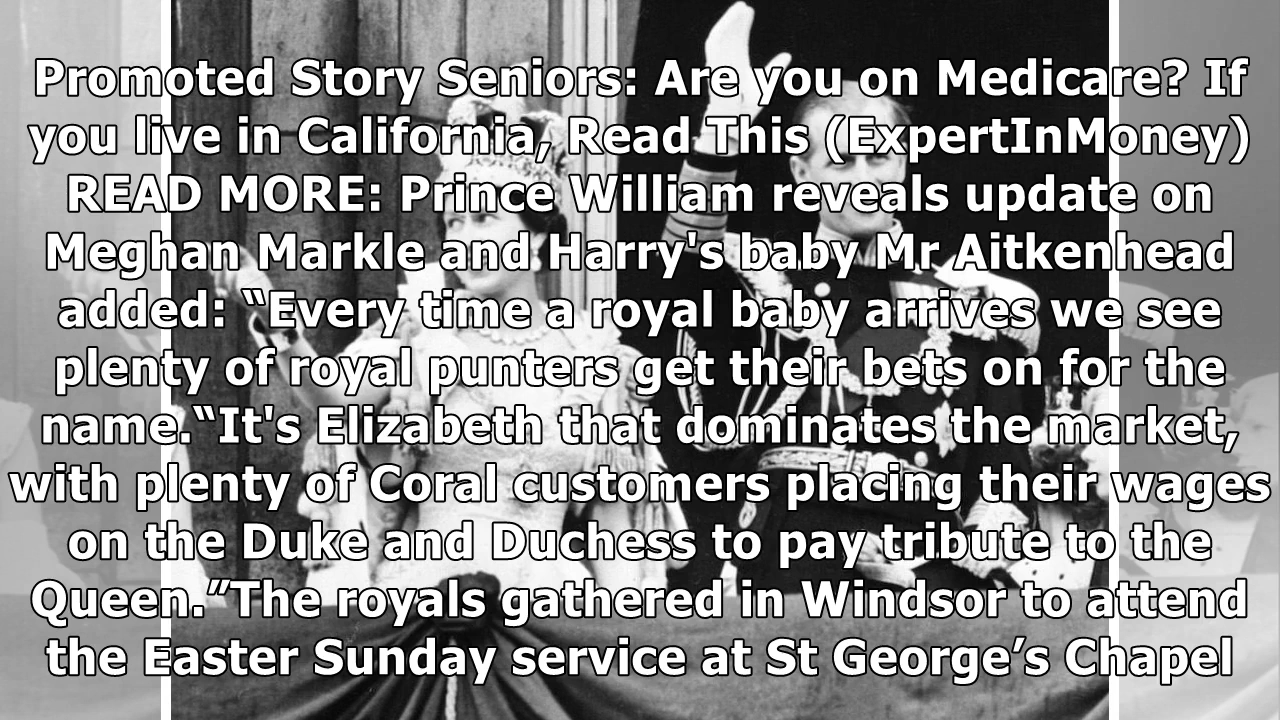 Promoted Story Seniors: Are you on Medicare? If
you live in California, Read This (ExpertInMoney)
READ MORE: Prince William reveals update on
Meghan Markle and Harry's baby Mr Aitkenhead
added: “Every time a royal baby arrives we see
plenty of royal punters get their bets on for the
name.“It's Elizabeth that dominates the market,
with plenty of Coral customers placing their wages
on the Duke and Duchess to pay tribute to the
Queen.”The royals gathered in Windsor to attend
the Easter Sunday service at St George’s Chapel